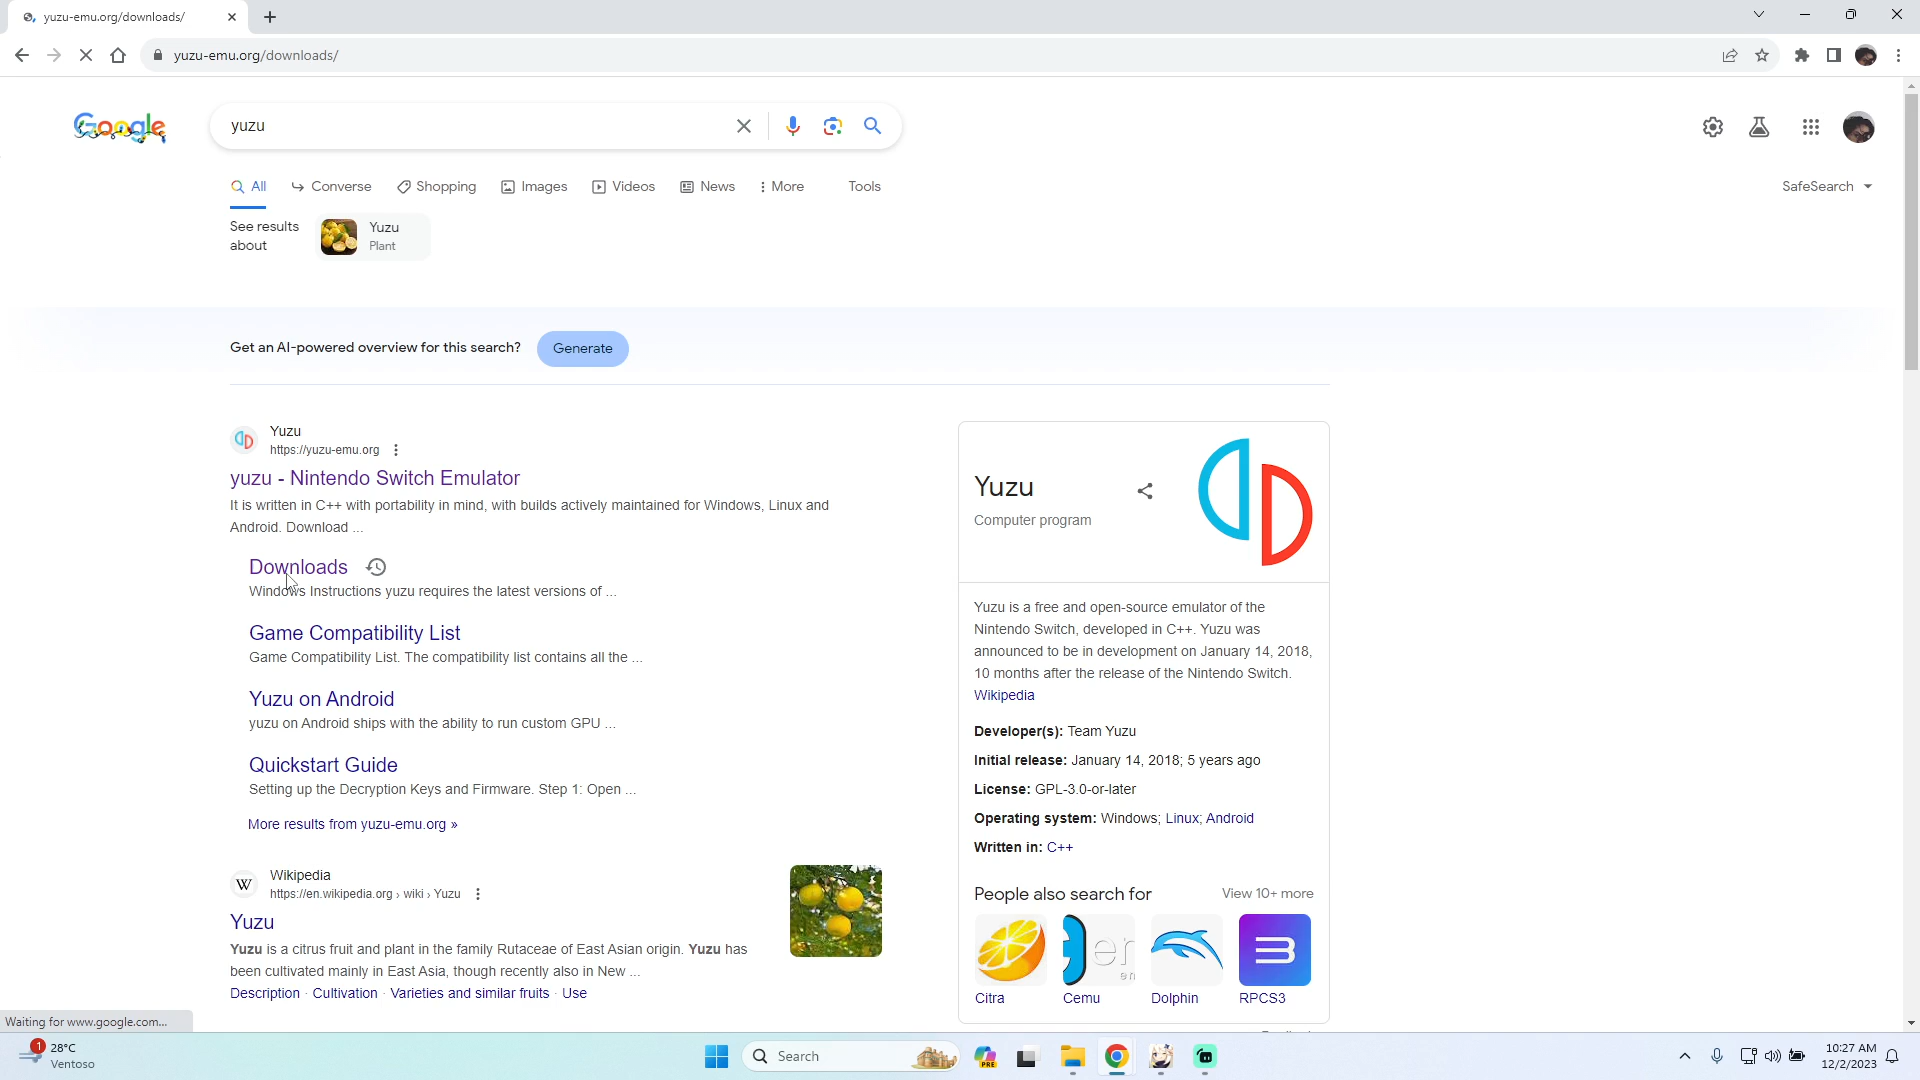 yuzu-emu.org/downloads/
yuzu-emu.org/downloads/
Google
yuzu
All
Converse
Shopping
Images
Videos
News
More
Tools
SafeSearch
See results
about
Yuzu
Plant
Get an AI-powered overview for this search?
Generate
Yuzu
https://yuzu-emu.org
yuzu - Nintendo Switch Emulator
It is written in C++ with portability in mind, with builds actively maintained for Windows, Linux and
Android. Download ...
Downloads
Windows Instructions yuzu requires the latest versions of ...
Game Compatibility List
Game Compatibility List. The compatibility list contains all the ...
Yuzu on Android
yuzu on Android ships with the ability to run custom GPU ...
Quickstart Guide
Setting up the Decryption Keys and Firmware. Step 1: Open ...
More results from yuzu-emu.org »
W
Wikipedia
https://en.wikipedia.org › wiki › Yuzu
Yuzu
Yuzu is a citrus fruit and plant in the family Rutaceae of East Asian origin. Yuzu has
been cultivated mainly in East Asia, though recently also in New ...
Description · Cultivation · Varieties and similar fruits · Use
Yuzu
Computer program
Yuzu is a free and open-source emulator of the
Nintendo Switch, developed in C++. Yuzu was
announced to be in development on January 14, 2018,
10 months after the release of the Nintendo Switch.
Wikipedia
Developer(s): Team Yuzu
Initial release: January 14, 2018; 5 years ago
License: GPL-3.0-or-later
Operating system: Windows; Linux; Android
Written in: C++
People also search for
View 10+ more
Citra
Cemu
Dolphin
RPCS3
Waiting for www.google.com...
1
28°C
Ventoso
Search
PRE
10:27 AM
12/2/2023